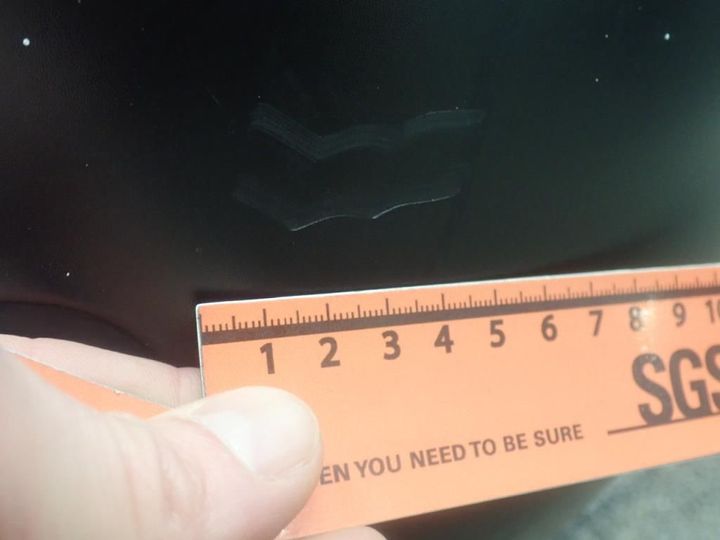 1 2 3 4 5 6 7 8 9 10
SGS
EN YOU NEED TO BE SURE